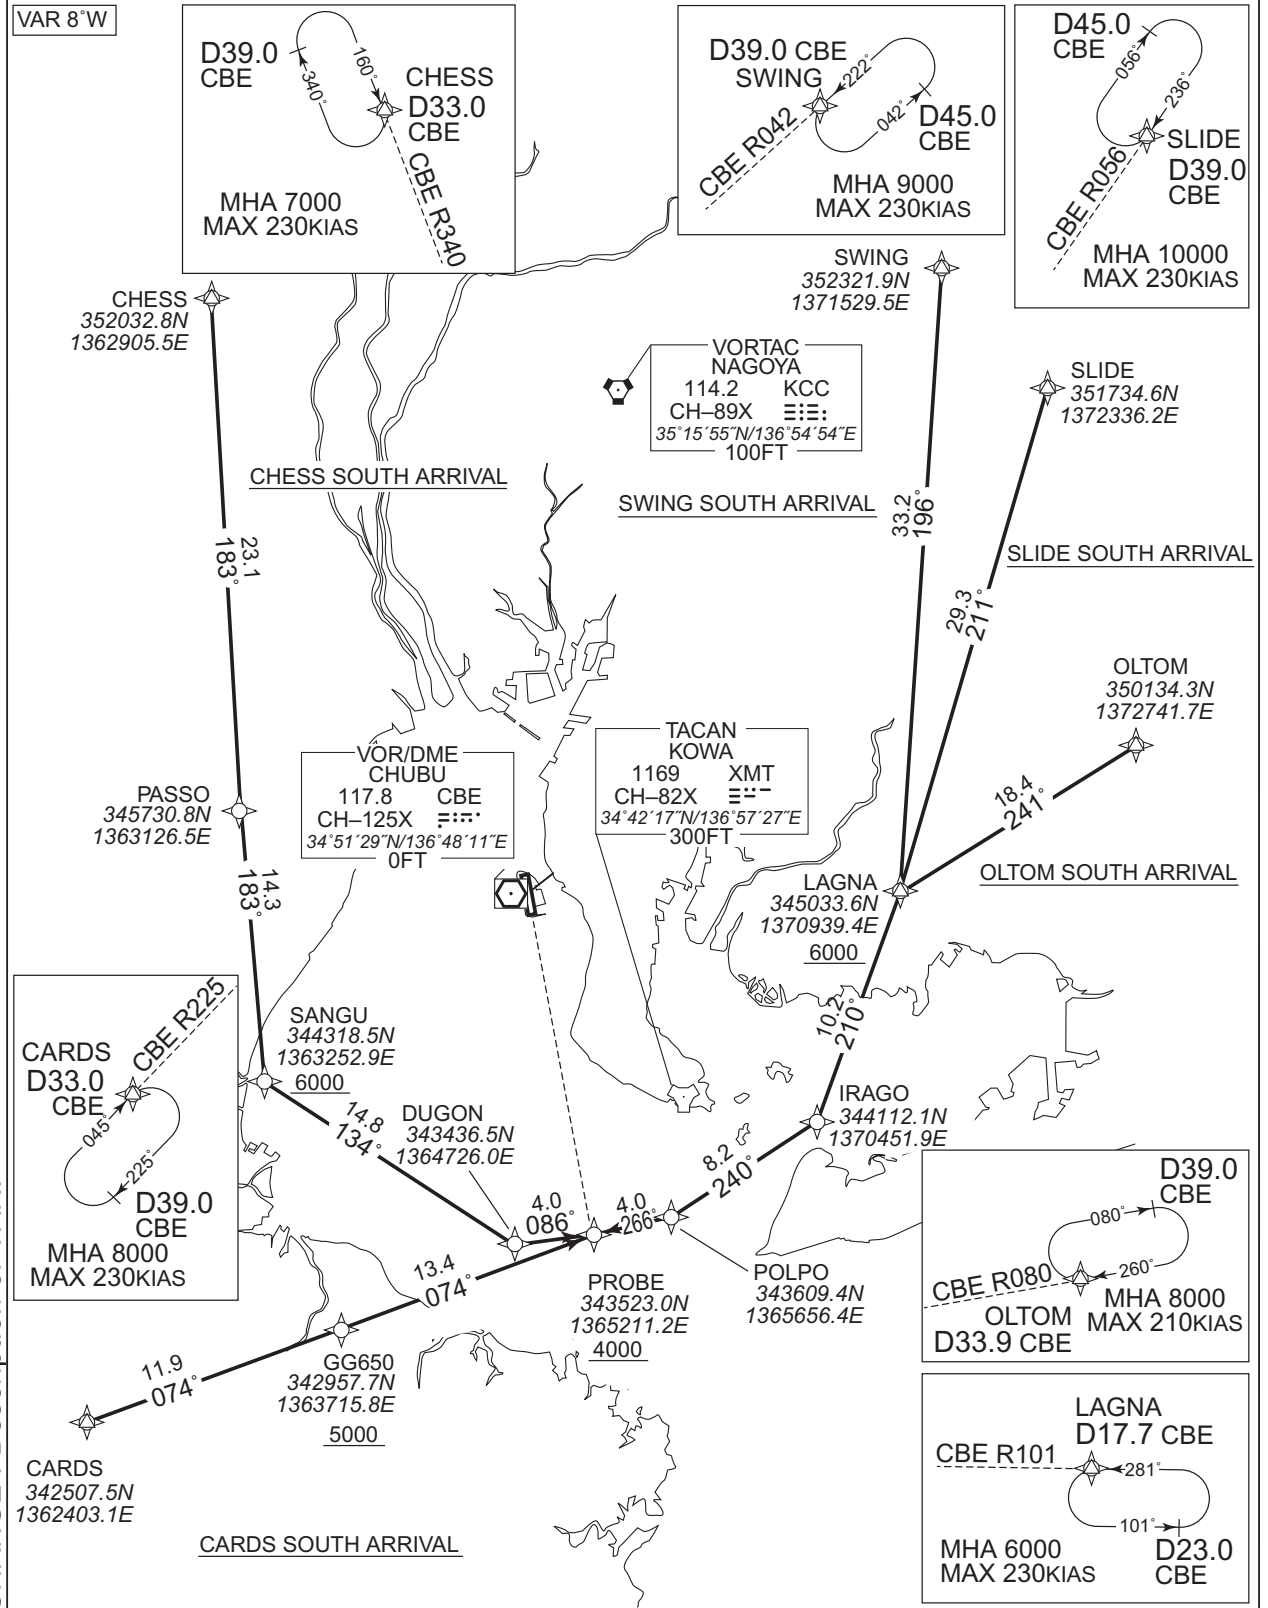 VAR 8°W
D39.0
CBE
160°
340°
CHESS
D33.0
CBE
CBE R340
MHA 7000
MAX 230KIAS
D39.0 CBE
SWING
222°
042°
D45.0
CBE
CBE R042
MHA 9000
MAX 230KIAS
D45.0
CBE
056°
236°
SLIDE
D39.0
CBE
CBE R056
MHA 10000
MAX 230KIAS
CHESS
352032.8N
1362905.5E
SWING
352321.9N
1371529.5E
VORTAC
NAGOYA
114.2 KCC
CH–89X
35°15´55˝N/136°54´54˝E
100FT
SLIDE
351734.6N
1372336.2E
CHESS SOUTH ARRIVAL
SWING SOUTH ARRIVAL
33.2
196°
23.1
183°
SLIDE SOUTH ARRIVAL
29.3
211°
OLTOM
350134.3N
1372741.7E
VOR/DME
CHUBU
117.8 CBE
CH–125X
34°51´29˝N/136°48´11˝E
0FT
TACAN
KOWA
1169 XMT
CH–82X
34°42´17˝N/136°57´27˝E
300FT
PASSO
345730.8N
1363126.5E
18.4
241°
14.3
183°
OLTOM SOUTH ARRIVAL
LAGNA
345033.6N
1370939.4E
6000
CBE R225
CARDS
D33.0
CBE
045°
225°
D39.0
CBE
MHA 8000
MAX 230KIAS
SANGU
344318.5N
1363252.9E
6000
10.2
210°
14.8
134°
DUGON
343436.5N
1364726.0E
IRAGO
344112.1N
1370451.9E
8.2
240°
4.0
086°
4.0
266°
13.4
074°
PROBE
343523.0N
1365211.2E
4000
POLPO
343609.4N
1365656.4E
D39.0
CBE
080°
260°
CBE R080
OLTOM
D33.9 CBE
MHA 8000
MAX 210KIAS
11.9
074°
GG650
342957.7N
1363715.8E
5000
CARDS
342507.5N
1362403.1E
CARDS SOUTH ARRIVAL
LAGNA
D17.7 CBE
CBE R101
281°
101°
D23.0
CBE
MHA 6000
MAX 230KIAS